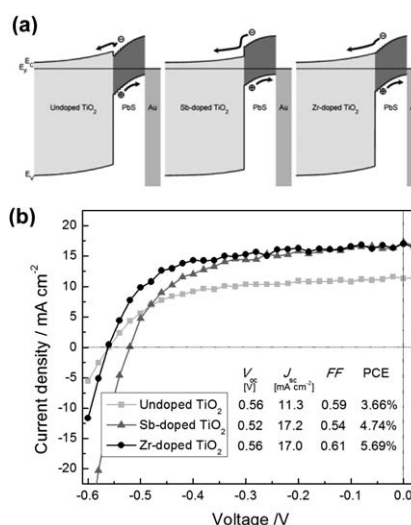 (a)
E_C
E_F
E_V
Undoped TiO2
PbS
Au
Sb-doped TiO2
PbS
Au
Zr-doped TiO2
PbS
(b)
Current density / mA cm-2
20
15
10
5
0
-5
-10
-15
-20
Voc Jsc FF PCE
[V] [mA cm-2]
Undoped TiO2 0.56 11.3 0.59 3.66%
Sb-doped TiO2 0.52 17.2 0.54 4.74%
Zr-doped TiO2 0.56 17.0 0.61 5.69%
-0.6 -0.5 -0.4 -0.3 -0.2 -0.1 0.0
Voltage /V